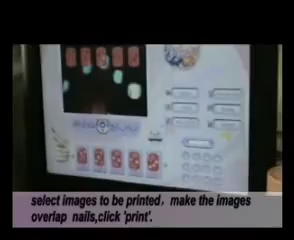 select images to be printed，make the images
overlap nails,click 'print'.